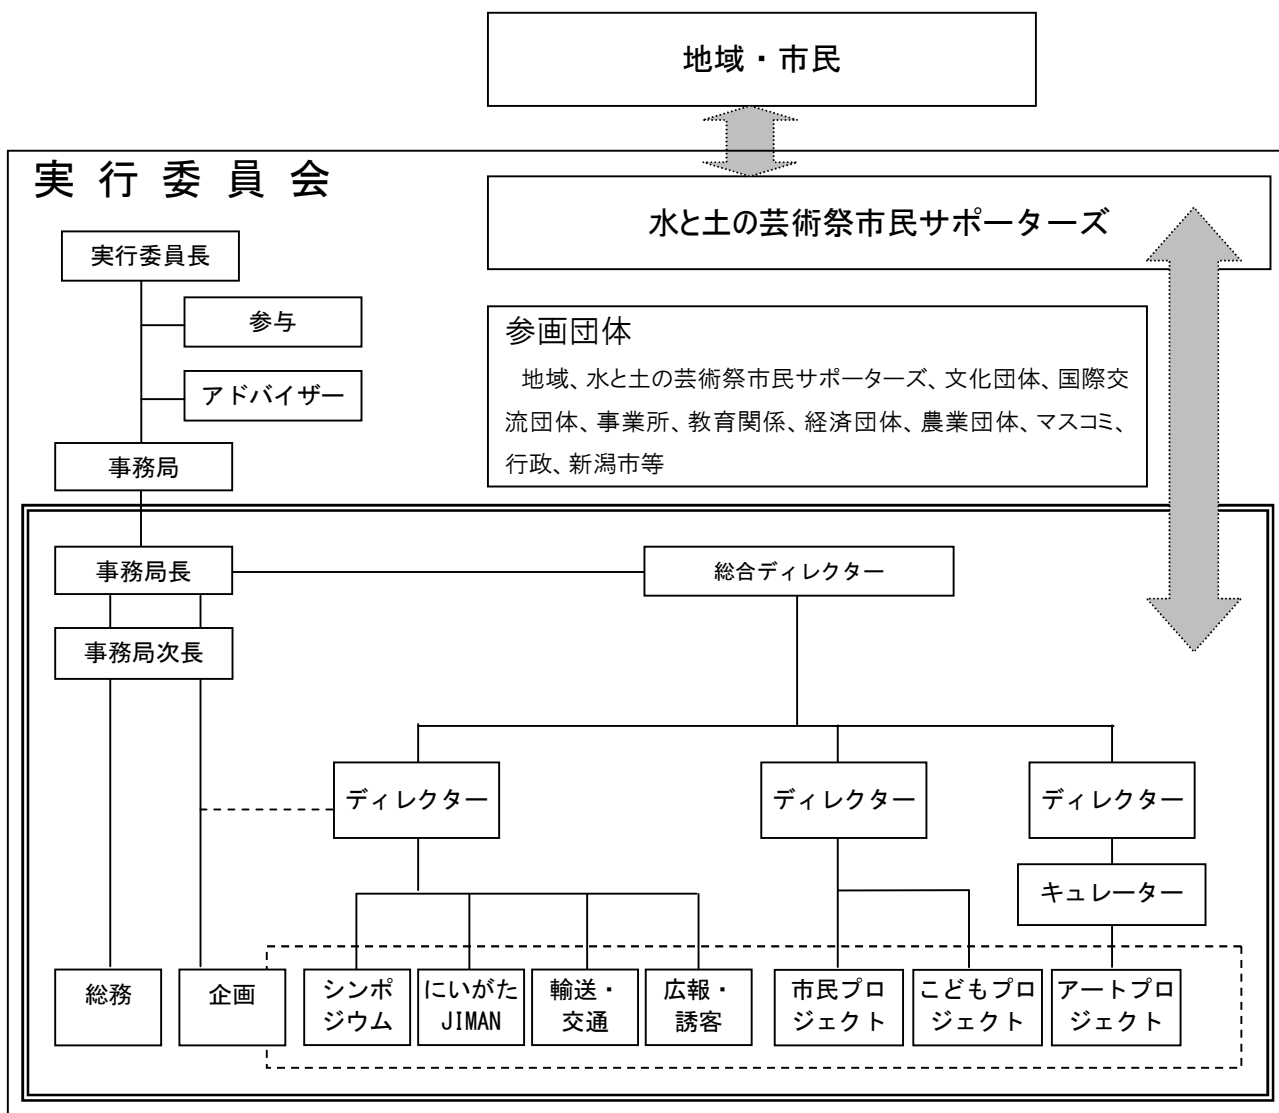 地域・市民
実行委員会
水と土の芸術祭市民サポーターズ
実行委員長
参与
アドバイザー
事務局
参画団体
地域、水と土の芸術祭市民サポーターズ、文化団体、国際交
流団体、事業所、教育関係、経済団体、農業団体、マスコミ、
行政、新潟市等
事務局長
総合ディレクター
事務局次長
ディレクター
ディレクター
ディレクター
キュレーター
総務
企画
シンポ
ジウム
にいがた
JIMAN
輸送・
交通
広報・
誘客
市民プロ
ジェクト
こどもプロ
ジェクト
アートプロ
ジェクト